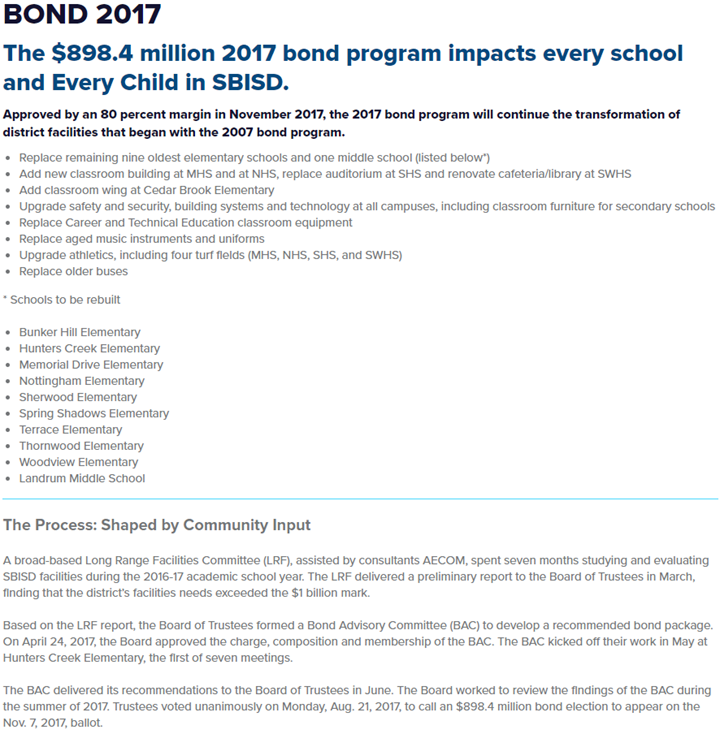 BOND 2017
The $898.4 million 2017 bond program impacts every school
and Every Child in SBISD.
Approved by an 80 percent margin in November 2017, the 2017 bond program will continue the transformation of
district facilities that began with the 2007 bond program.
• Replace remaining nine oldest elementary schools and one middle school (listed below*)
• Add new classroom building at MHS and at NHS, replace auditorium at SHS and renovate cafeteria/library at SWHS
• Add classroom wing at Cedar Brook Elementary
• Upgrade safety and security, building systems and technology at all campuses, including classroom furniture for secondary schools
• Replace Career and Technical Education classroom equipment
• Replace aged music instruments and uniforms
• Upgrade athletics, including four turf fields (MHS, NHS, SHS, and SWHS)
• Replace older buses
* Schools to be rebuilt
• Bunker Hill Elementary
• Hunters Creek Elementary
• Memorial Drive Elementary
• Nottingham Elementary
• Sherwood Elementary
• Spring Shadows Elementary
• Terrace Elementary
• Thornwood Elementary
• Woodview Elementary
• Landrum Middle School
The Process: Shaped by Community Input
A broad-based Long Range Facilities Committee (LRF), assisted by consultants AECOM, spent seven months studying and evaluating
SBISD facilities during the 2016-17 academic school year. The LRF delivered a preliminary report to the Board of Trustees in March,
finding that the district's facilities needs exceeded the $1 billion mark.
Based on the LRF report, the Board of Trustees formed a Bond Advisory Committee (BAC) to develop a recommended bond package.
On April 24, 2017, the Board approved the charge, composition and membership of the BAC. The BAC kicked off their work in May at
Hunters Creek Elementary, the first of seven meetings.
The BAC delivered its recommendations to the Board of Trustees in June. The Board worked to review the findings of the BAC during
the summer of 2017. Trustees voted unanimously on Monday, Aug. 21, 2017, to call an $898.4 million bond election to appear on the
Nov. 7, 2017, ballot.